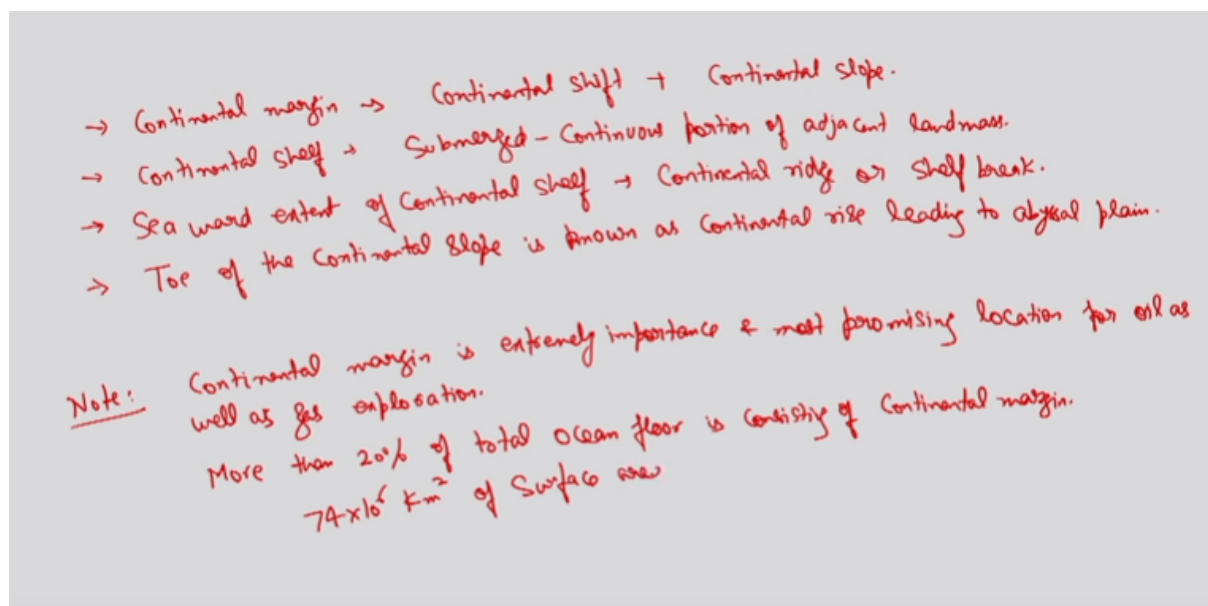 → Continental margin → Continental shift + Continental slope.
→ Continental shelf → Submerged - Continuous portion of adjacent landmass.
→ Sea ward extent of Continental shelf → Continental ridge or shelf break.
→ Toe of the Continental slope is known as Continental rise leading to abyssal plain.
Note: Continental margin is extremely importance & most promising location for oil as
well as gas exploration.
More than 20% of total ocean floor is consisting of Continental margin.
74x10⁶ Km² of Surface area